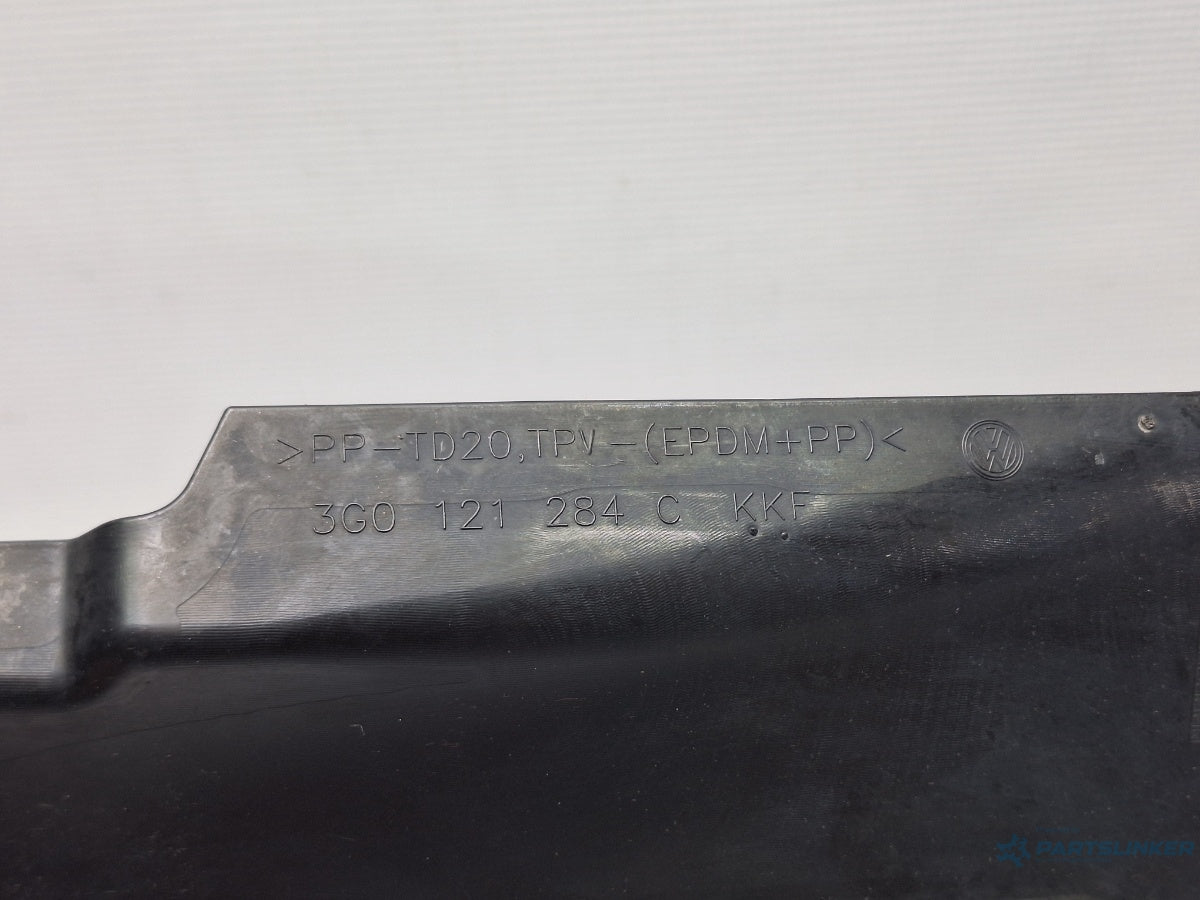 >PP-TD20,TPV-(EPDM+PP)<
3G0 121 284 C KKF
PARTSLINKER